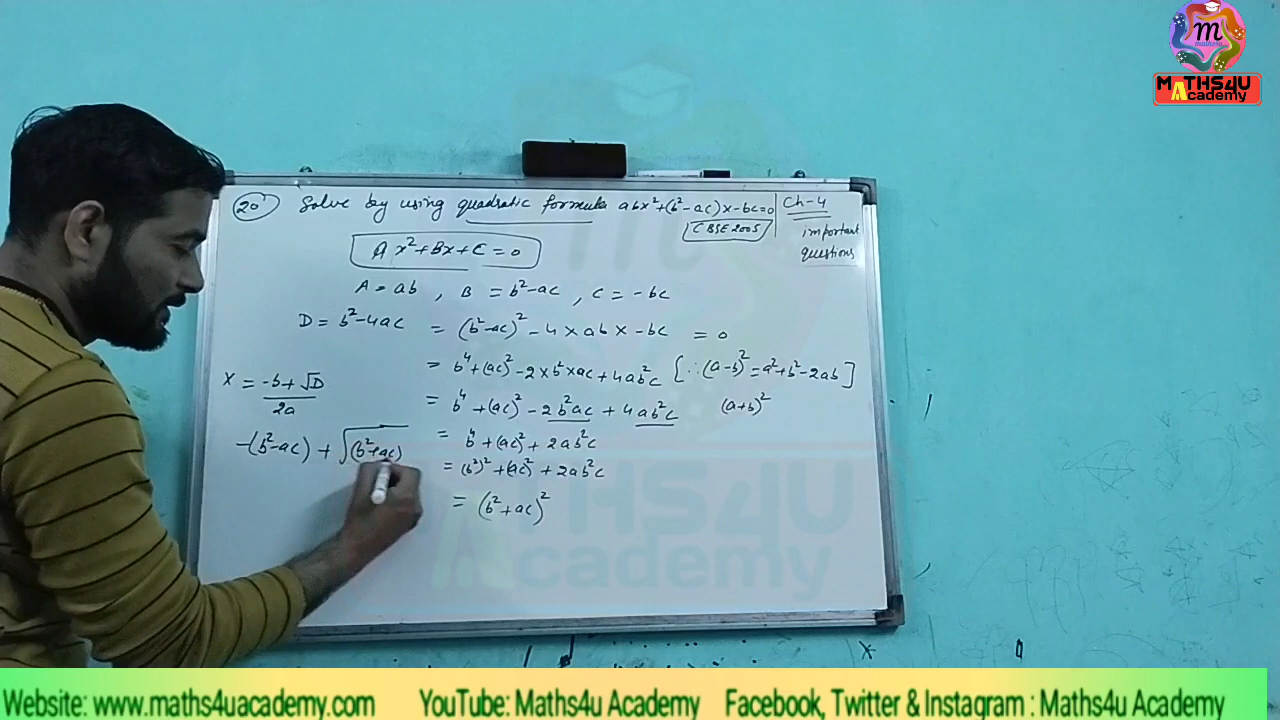 20) Solve by using quadratic formula abx²+(b²-ac)x-bc=0
CBSE 2005
Ch-4
important
questions
Ax²+Bx+C=0
A=ab, B=b²-ac, C=-bc
D=b²-4ac =(b²-ac)²-4×ab×-bc =0
=b⁴+(ac)²-2×b²×ac+4ab²c {∵(a-b)²=a²+b²-2ab]
=b⁴+(ac)²-2b²ac+4ab²c (a+b)²
=b⁴+(ac)²+2ab²c
=(b²)²+(ac)²+2ab²c
=(b²+ac)²
x=-b+√D
2a
-(b²-ac)+√(b²+ac)
m
MATHS4U
Academy
MATHS4U
Academy
Website: www.maths4uacademy.com YouTube: Maths4u Academy Facebook, Twitter & Instagram : Maths4u Academy